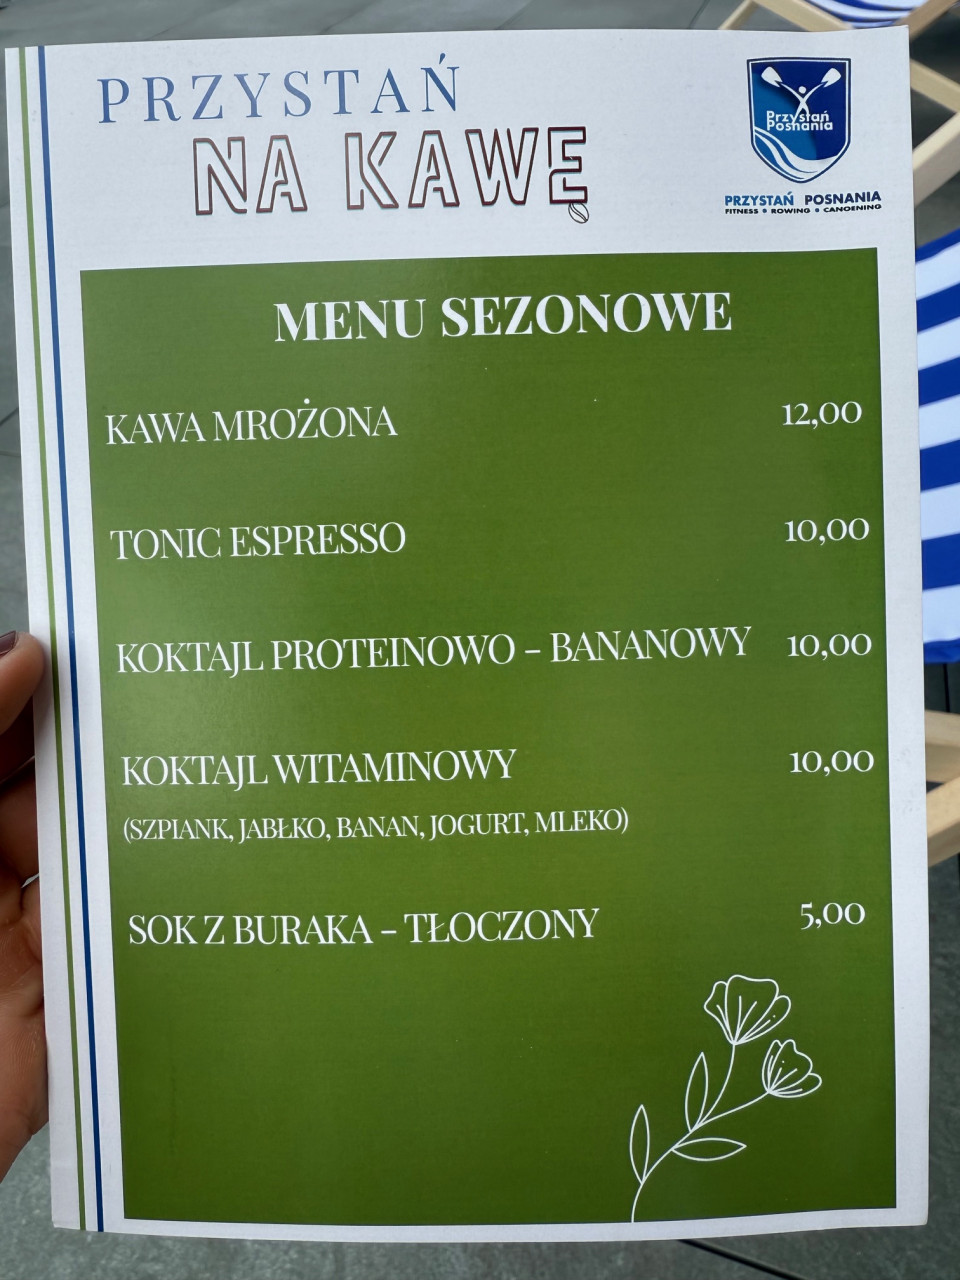 PRZYSTAŃ
NA KAWĘ
Przystań
Posnania
PRZYSTAŃ POSNANIA
FITNESS • ROWING • CANOEING
MENU SEZONOWE
KAWA MROŻONA 12,00
TONIC ESPRESSO 10,00
KOKTAJL PROTEINOWO – BANANOWY 10,00
KOKTAJL WITAMINOWY 10,00
(SZPIANK, JABŁKO, BANAN, JOGURT, MLEKO)
SOK Z BURAKA – TŁOCZONY 5,00